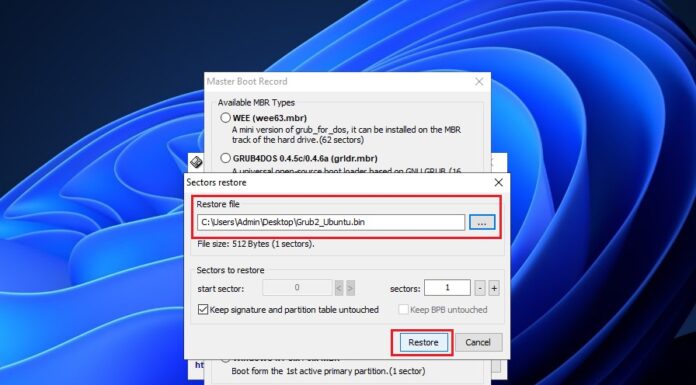 Master Boot Record
Available MBR Types
WEE (wee63.mbr)
A mini version of grub_for_dos, it can be installed on the MBR
track of the hard drive.(62 sectors)
GRUB4DOS 0.4.5c/0.4.6a (grldr.mbr)
A universal open-source boot loader based on GNU GRUB. (16
Sectors restore
Restore file
C:\Users\Admin\Desktop\Grub2_Ubuntu.bin
...
File size: 512 Bytes (1 sectors).
Sectors to restore
start sector:
0
< >
sectors:
1
- +
Keep signature and partition table untouched
Keep BPB untouched
Restore
Cancel
ht
Boot form the 1st active primary partition.(1 sector)